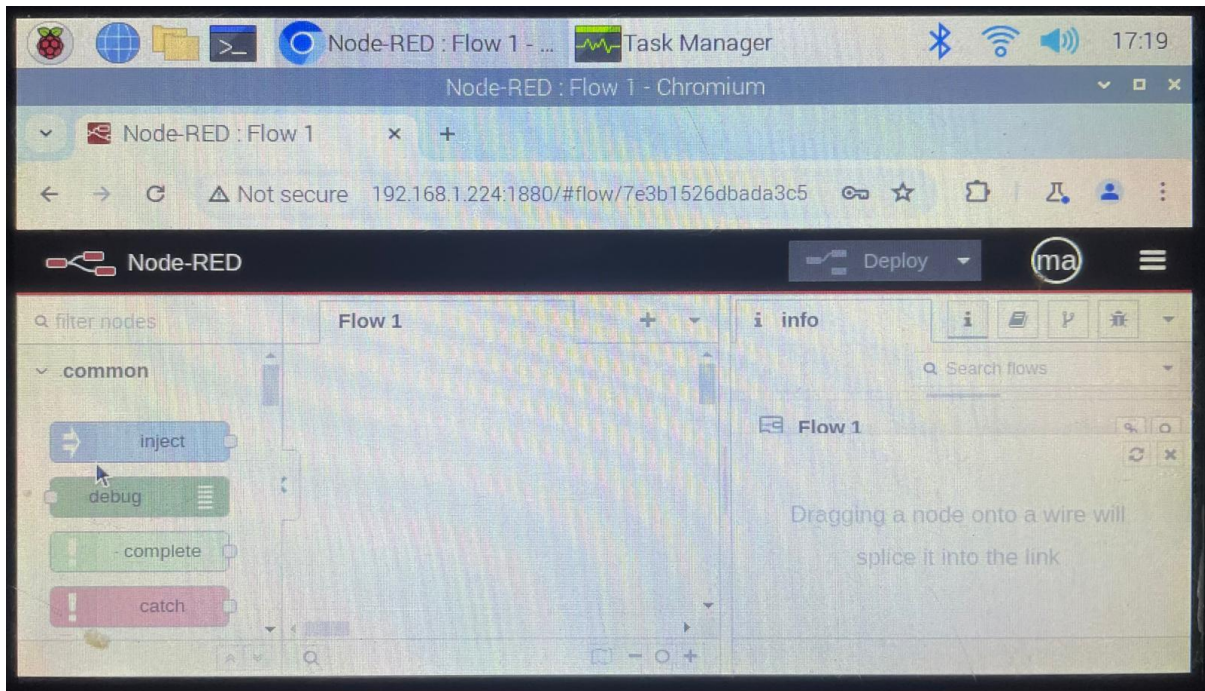 Node-RED : Flow 1 - ... Task Manager 17:19
Node-RED : Flow 1 - Chromium
Node-RED : Flow 1
Not secure 192.168.1.224:1880/#flow/7e3b1526dbada3c5
Node-RED Deploy ma
filter nodes Flow 1 i info i
common Search flows
Flow 1
inject
debug
Dragging a node onto a wire will
complete splice it into the link
catch